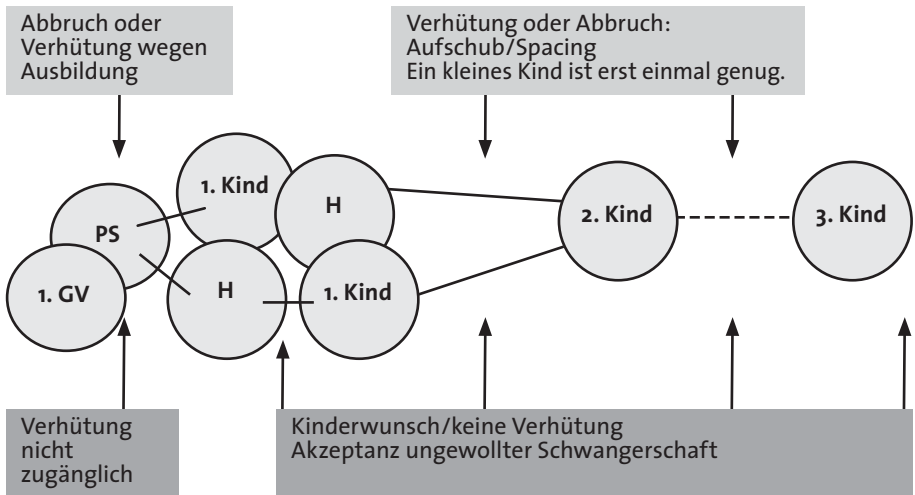 Abbruch oder
Verhütung wegen
Ausbildung
Verhütung oder Abbruch:
Aufschub/Spacing
Ein kleines Kind ist erst einmal genug.
1. Kind
H
PS
2. Kind
3. Kind
1. GV
H
1. Kind
Verhütung
nicht
zugänglich
Kinderwunsch/keine Verhütung
Akzeptanz ungewollter Schwangerschaft